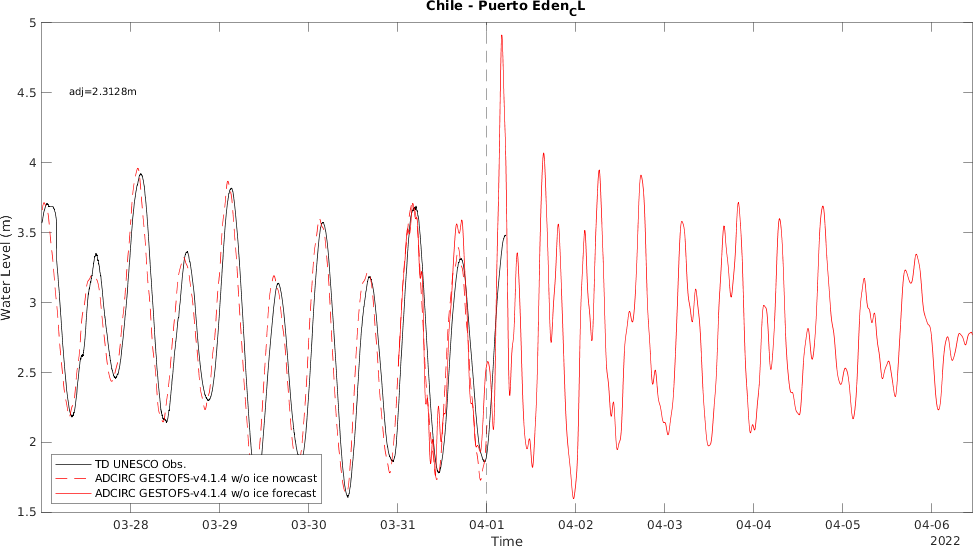 Chile - Puerto Eden_CL
5
4.5
4
3.5
3
2.5
2
1.5
Water Level (m)
adj=2.3128m
TD UNESCO Obs.
ADCIRC GESTOFS-v4.1.4 w/o ice nowcast
ADCIRC GESTOFS-v4.1.4 w/o ice forecast
03-28 03-29 03-30 03-31 04-01 04-02 04-03 04-04 04-05 04-06
Time 2022